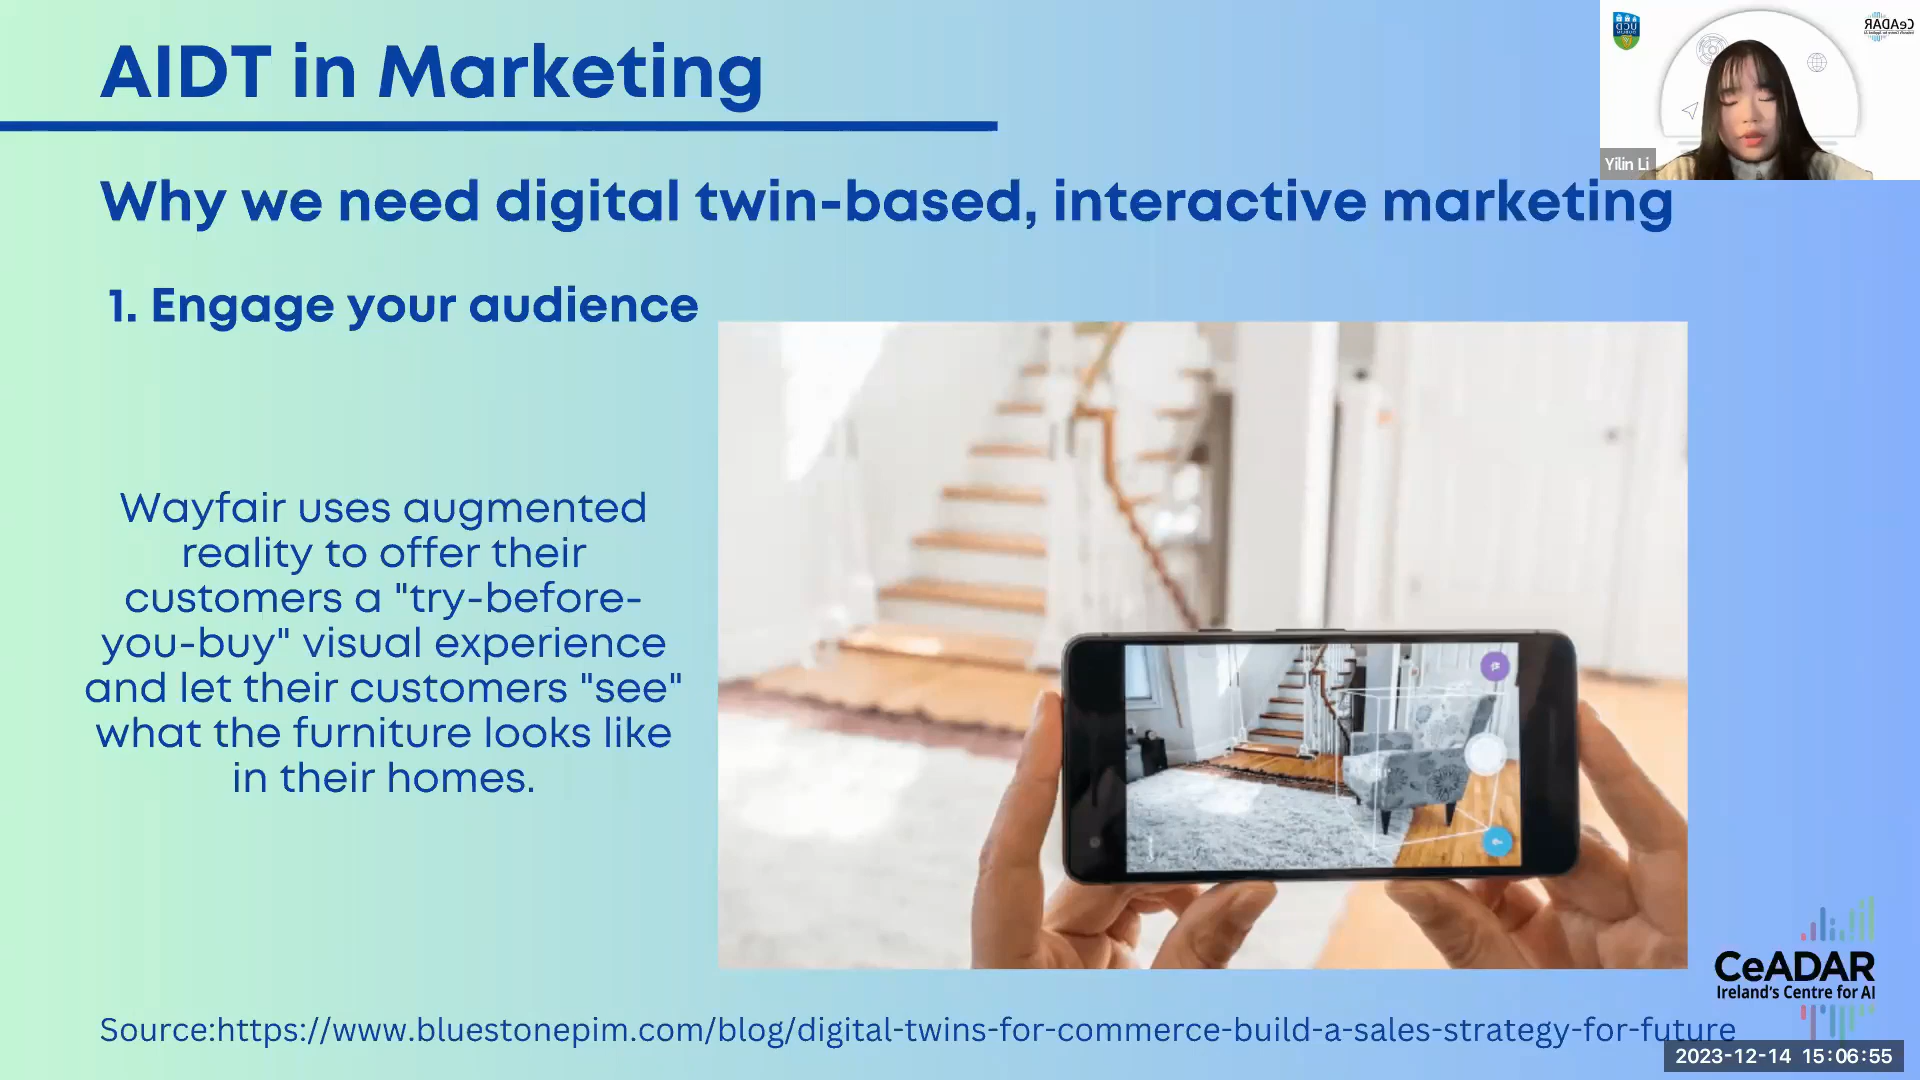 AIDT in Marketing
UCD
DUBLIN
CeADAR
Yilin Li
Why we need digital twin-based, interactive marketing
1. Engage your audience
Wayfair uses augmented
reality to offer their
customers a "try-before-
you-buy" visual experience
and let their customers "see"
what the furniture looks like
in their homes.
CeADAR
Ireland's Centre for AI
Source:https://www.bluestonepim.com/blog/digital-twins-for-commerce-build-a-sales-strategy-for-future
2023-12-14 15:06:55